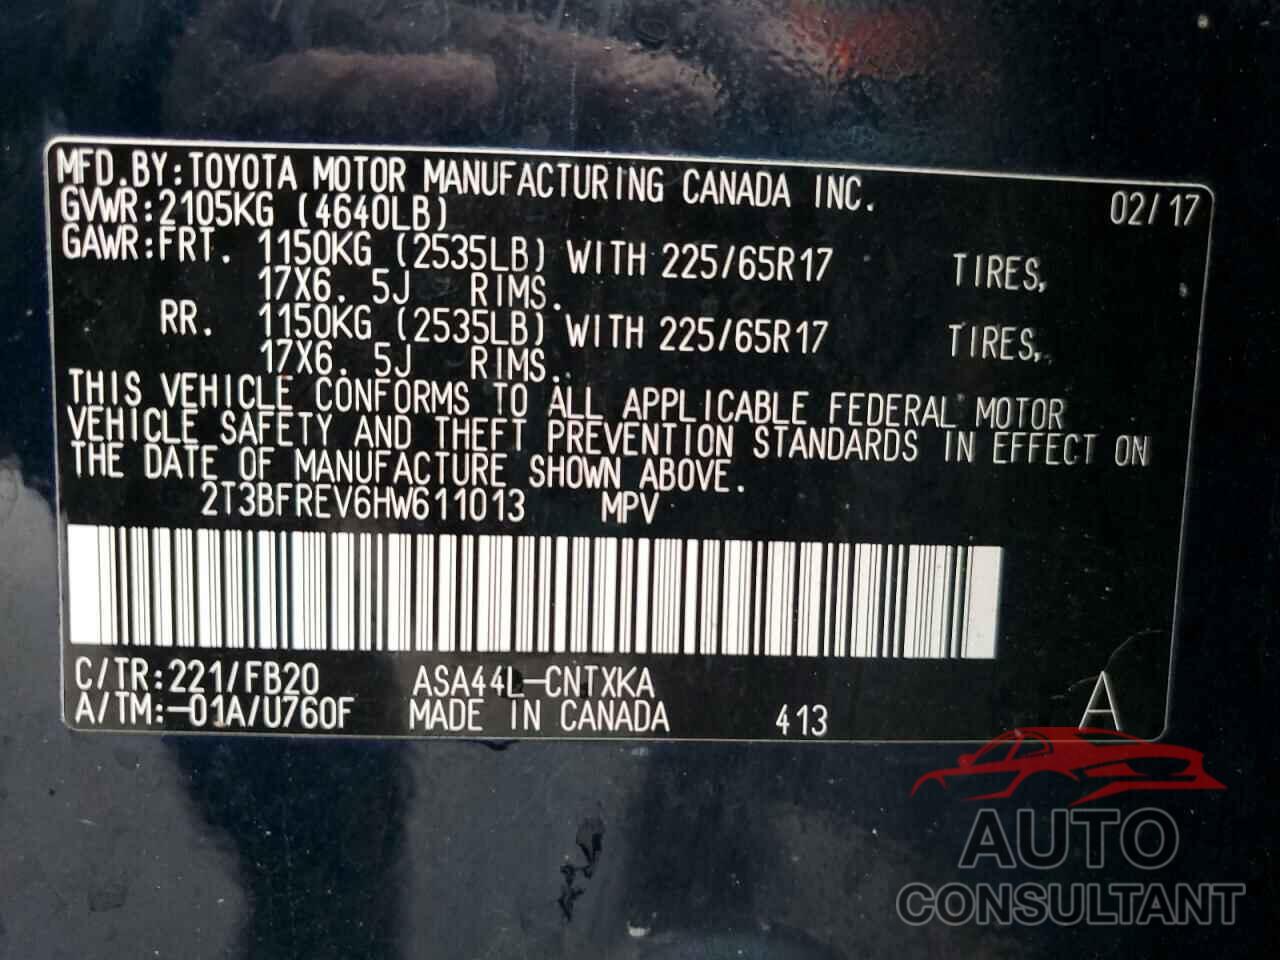 MFD.BY:TOYOTA MOTOR MANUFACTURING CANADA INC. 02/17
GVWR:2105KG (4640LB)
GAWR:FRT. 1150KG (2535LB) WITH 225/65R17 TIRES,
17X6. 5J RIMS.
RR. 1150KG (2535LB) WITH 225/65R17 TIRES,
17X6. 5J RIMS.
THIS VEHICLE CONFORMS TO ALL APPLICABLE FEDERAL MOTOR
VEHICLE SAFETY AND THEFT PREVENTION STANDARDS IN EFFECT ON
THE DATE OF MANUFACTURE SHOWN ABOVE.
2T3BFREV6HW611013 MPV
C/TR:221/FB20 ASA44L-CNTXKA
A/TM:-01A/U760F MADE IN CANADA 413 A
AUTO
CONSULTANT